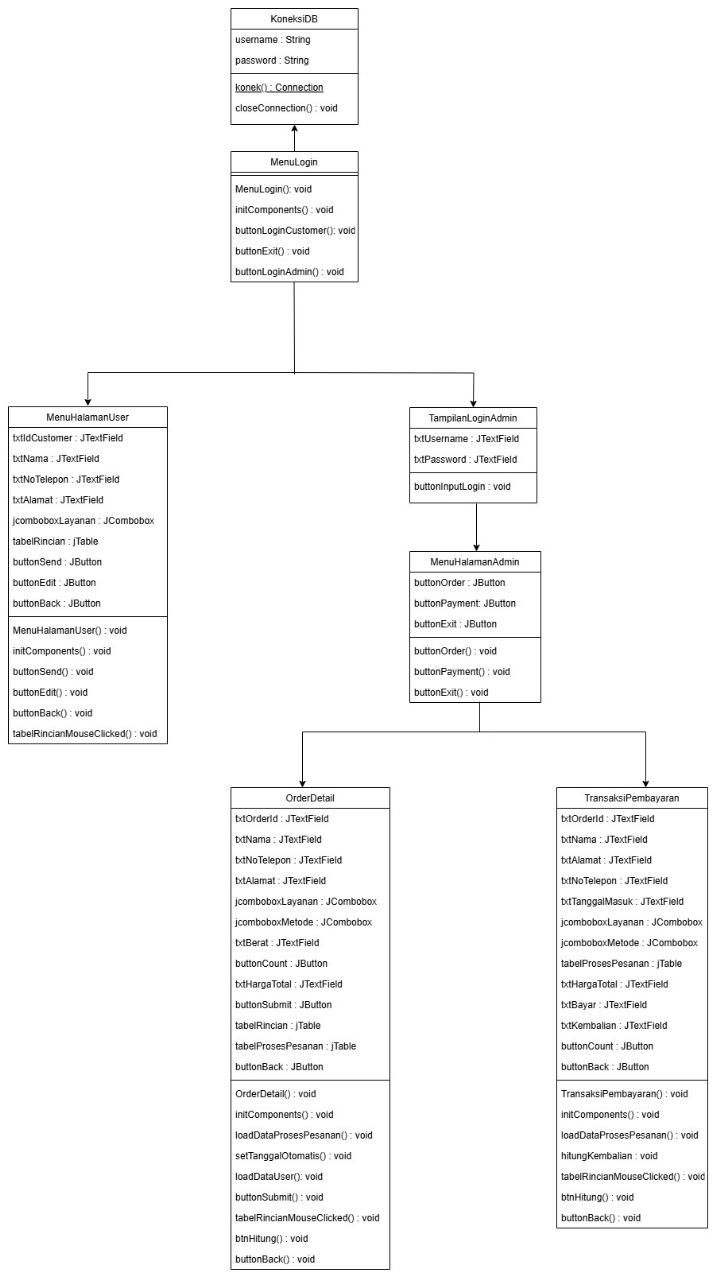 KoneksiDB
username : String
password : String
konek() : Connection
closeConnection() : void
MenuLogin
MenuLogin(): void
initComponents() : void
buttonLoginCustomer(): void
buttonExit() : void
buttonLoginAdmin() : void
MenuHalamanUser
txtIdCustomer : JTextField
txtNama : JTextField
txtNoTelepon : JTextField
txtAlamat : JTextField
jcomboboxLayanan : JCombobox
tabelRincian : jTable
buttonSend : JButton
buttonEdit : JButton
buttonBack : JButton
MenuHalamanUser() : void
initComponents() : void
buttonSend() : void
buttonEdit() : void
buttonBack() : void
tabelRincianMouseClicked() : void
TampilanLoginAdmin
txtUsername : JTextField
txtPassword : JTextField
buttonInputLogin : void
MenuHalamanAdmin
buttonOrder : JButton
buttonPayment: JButton
buttonExit : JButton
buttonOrder() : void
buttonPayment() : void
buttonExit() : void
OrderDetail
txtOrderId : JTextField
txtNama : JTextField
txtNoTelepon : JTextField
txtAlamat : JTextField
jcomboboxLayanan : JCombobox
jcomboboxMetode : JCombobox
txtBerat : JTextField
buttonCount : JButton
txtHargaTotal : JTextField
buttonSubmit : JButton
tabelRincian : jTable
tabelProsesPesanan : jTable
buttonBack : JButton
OrderDetail() : void
initComponents() : void
loadDataProsesPesanan() : void
setTanggalOtomatis() : void
loadDataUser(): void
buttonSubmit() : void
tabelRincianMouseClicked() : void
btnHitung() : void
buttonBack() : void
TransaksiPembayaran
txtOrderId : JTextField
txtNama : JTextField
txtAlamat : JTextField
txtNoTelepon : JTextField
txtTanggalMasuk : JTextField
jcomboboxLayanan : JCombobox
jcomboboxMetode : JCombobox
tabelProsesPesanan : jTable
txtHargaTotal : JTextField
txtBayar : JTextField
txtKembalian : JTextField
buttonCount : JButton
buttonBack : JButton
TransaksiPembayaran() : void
initComponents() : void
loadDataProsesPesanan() : void
hitungKembalian : void
tabelRincianMouseClicked() : void
btnHitung() : void
buttonBack() : void